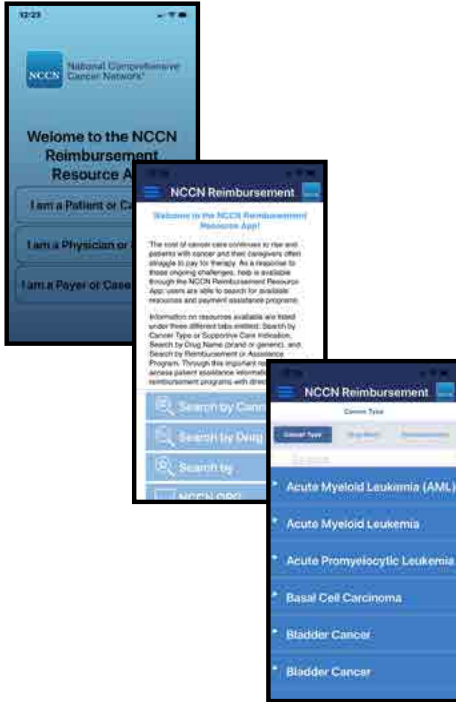 12:23
NCCN
National Comprehensive
Cancer Network®
Welome to the NCCN
Reimbursement
Resource A
I am a Patient or Ca
I am a Physician or
I am a Payer or Case
NCCN Reimbursement
Welcome to the NCCN Reimbursement
Resource App!
The cost of cancer care continues to rise and
patients with cancer and their caregivers often
struggle to pay for therapy. As a response to
these ongoing challenges, help is available
through the NCCN Reimbursement Resource
App; users are able to search for available
resources and payment assistance programs.
Information on resources available are listed
under three different tabs entitled: Search by
Cancer Type or Supportive Care Indication,
Search by Drug Name (brand or generic), and
Search by Reimbursement or Assistance
Program. Through this important
access patient assistance informati
reimbursement programs with direc
Search by Canc
Search by Drug
Search by
NCCN.ORG
NCCN Reimbursement
Cancer Type
Cancer Type
Search
Acute Myeloid Leukemia (AML)
Acute Myeloid Leukemia
Acute Promyelocytic Leukemia
Basal Cell Carcinoma
Bladder Cancer
Bladder Cancer